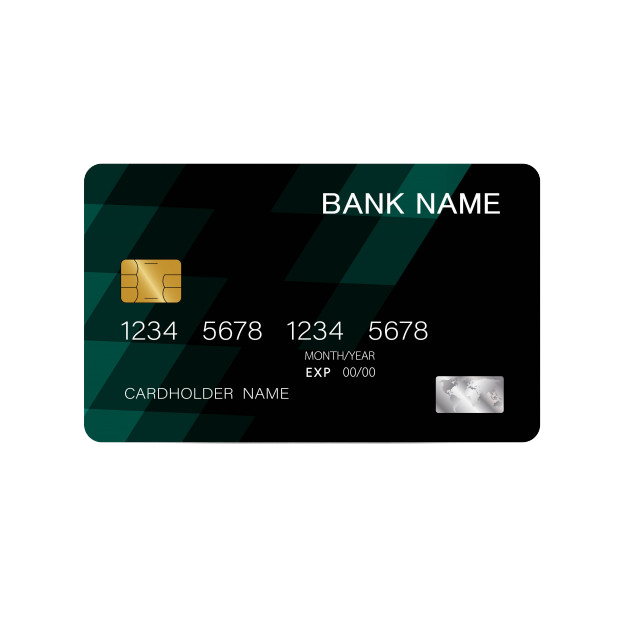 BANK NAME
1234 5678 1234 5678
MONTH/YEAR
EXP 00/00
CARDHOLDER NAME